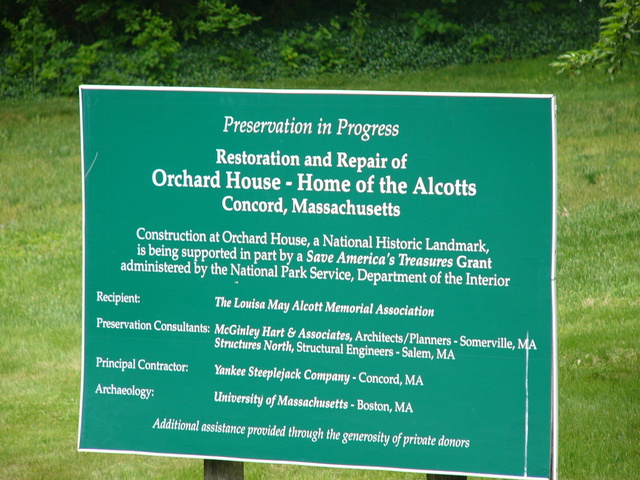 Preservation in Progress
Restoration and Repair of
Orchard House - Home of the Alcotts
Concord, Massachusetts
Construction at Orchard House, a National Historic Landmark,
is being supported in part by a Save America's Treasures Grant
administered by the National Park Service, Department of the Interior
Recipient: The Louisa May Alcott Memorial Association
Preservation Consultants: McGinley Hart & Associates, Architects/Planners - Somerville, MA
Structures North, Structural Engineers - Salem, MA
Principal Contractor: Yankee Steeplejack Company - Concord, MA
Archaeology: University of Massachusetts - Boston, MA
Additional assistance provided through the generosity of private donors